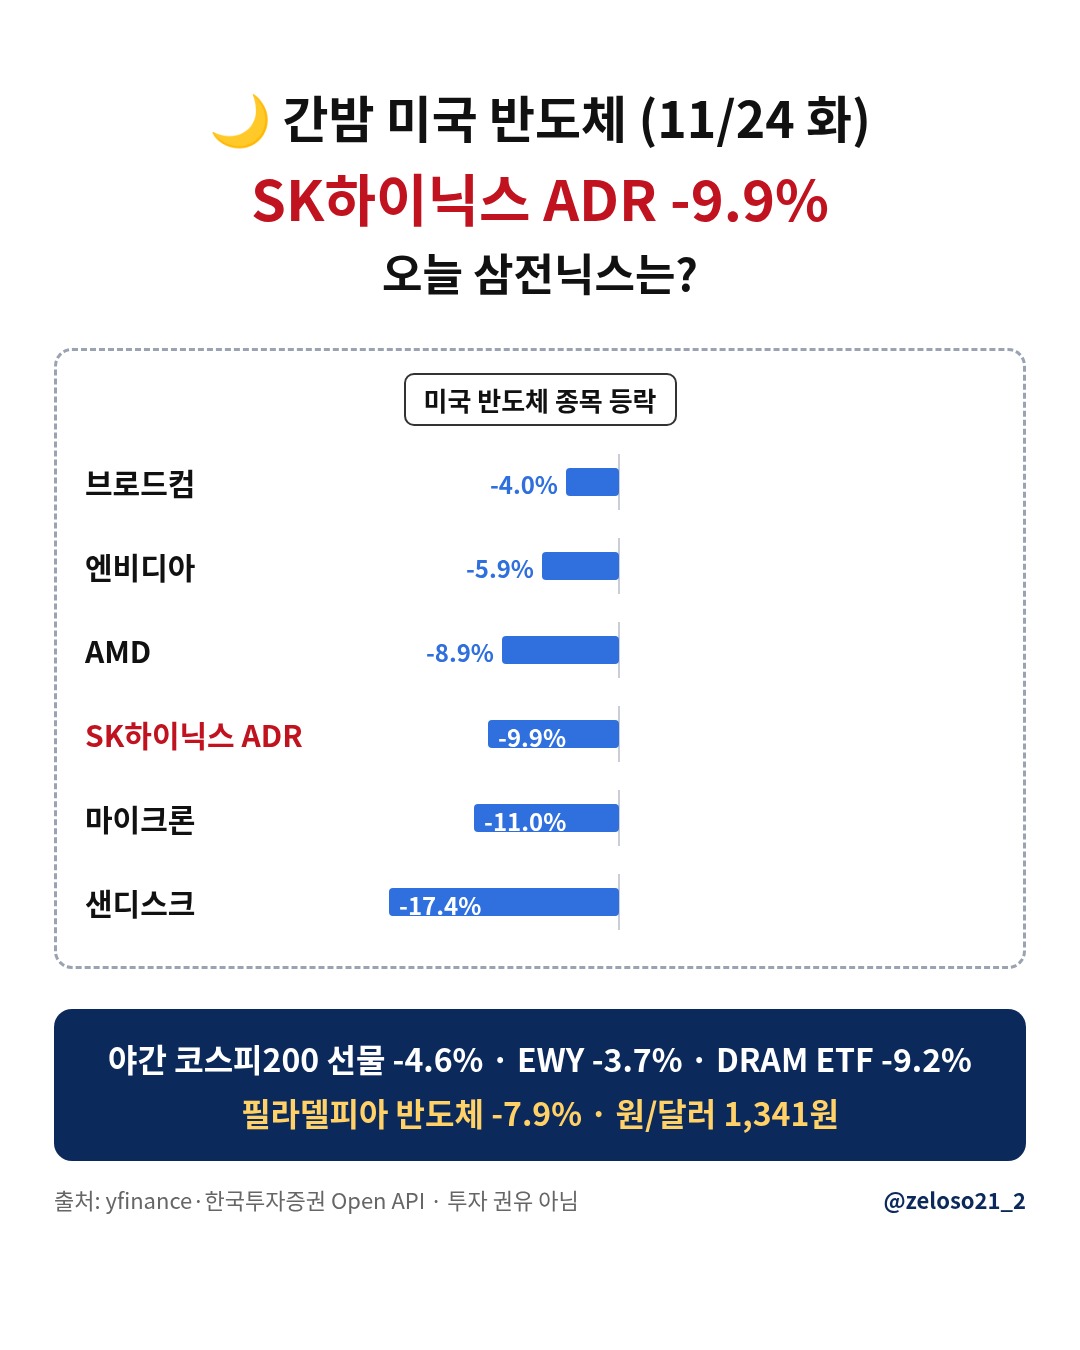 🌙 간밤 미국 반도체 (11/24 화)
SK하이닉스 ADR -9.9%
오늘 삼전닉스는?
미국 반도체 종목 등락
브로드컴 -4.0%
엔비디아 -5.9%
AMD -8.9%
SK하이닉스 ADR -9.9%
마이크론 -11.0%
샌디스크 -17.4%
야간 코스피200 선물 -4.6% · EWY -3.7% · DRAM ETF -9.2%
필라델피아 반도체 -7.9% · 원/달러 1,341원
출처: yfinance·한국투자증권 Open API · 투자 권유 아님 @zeloso21_2